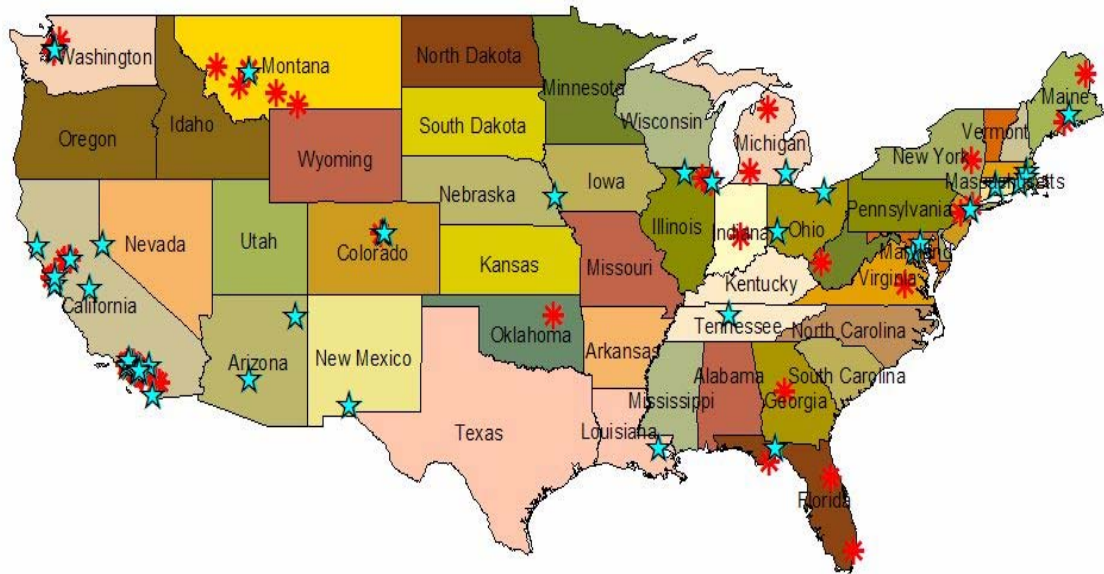 Washington
Montana
North Dakota
Minnesota
Maine
Oregon
Idaho
South Dakota
Wisconsin
Michigan
Vermont
New York
Wyoming
Massachusetts
Nebraska
Iowa
Pennsylvania
Nevada
Utah
Colorado
Kansas
Missouri
Illinois
Indiana
Ohio
Maryland
Virginia
Kentucky
California
Arizona
New Mexico
Oklahoma
Arkansas
Tennessee
North Carolina
South Carolina
Texas
Louisiana
Mississippi
Alabama
Georgia
Florida